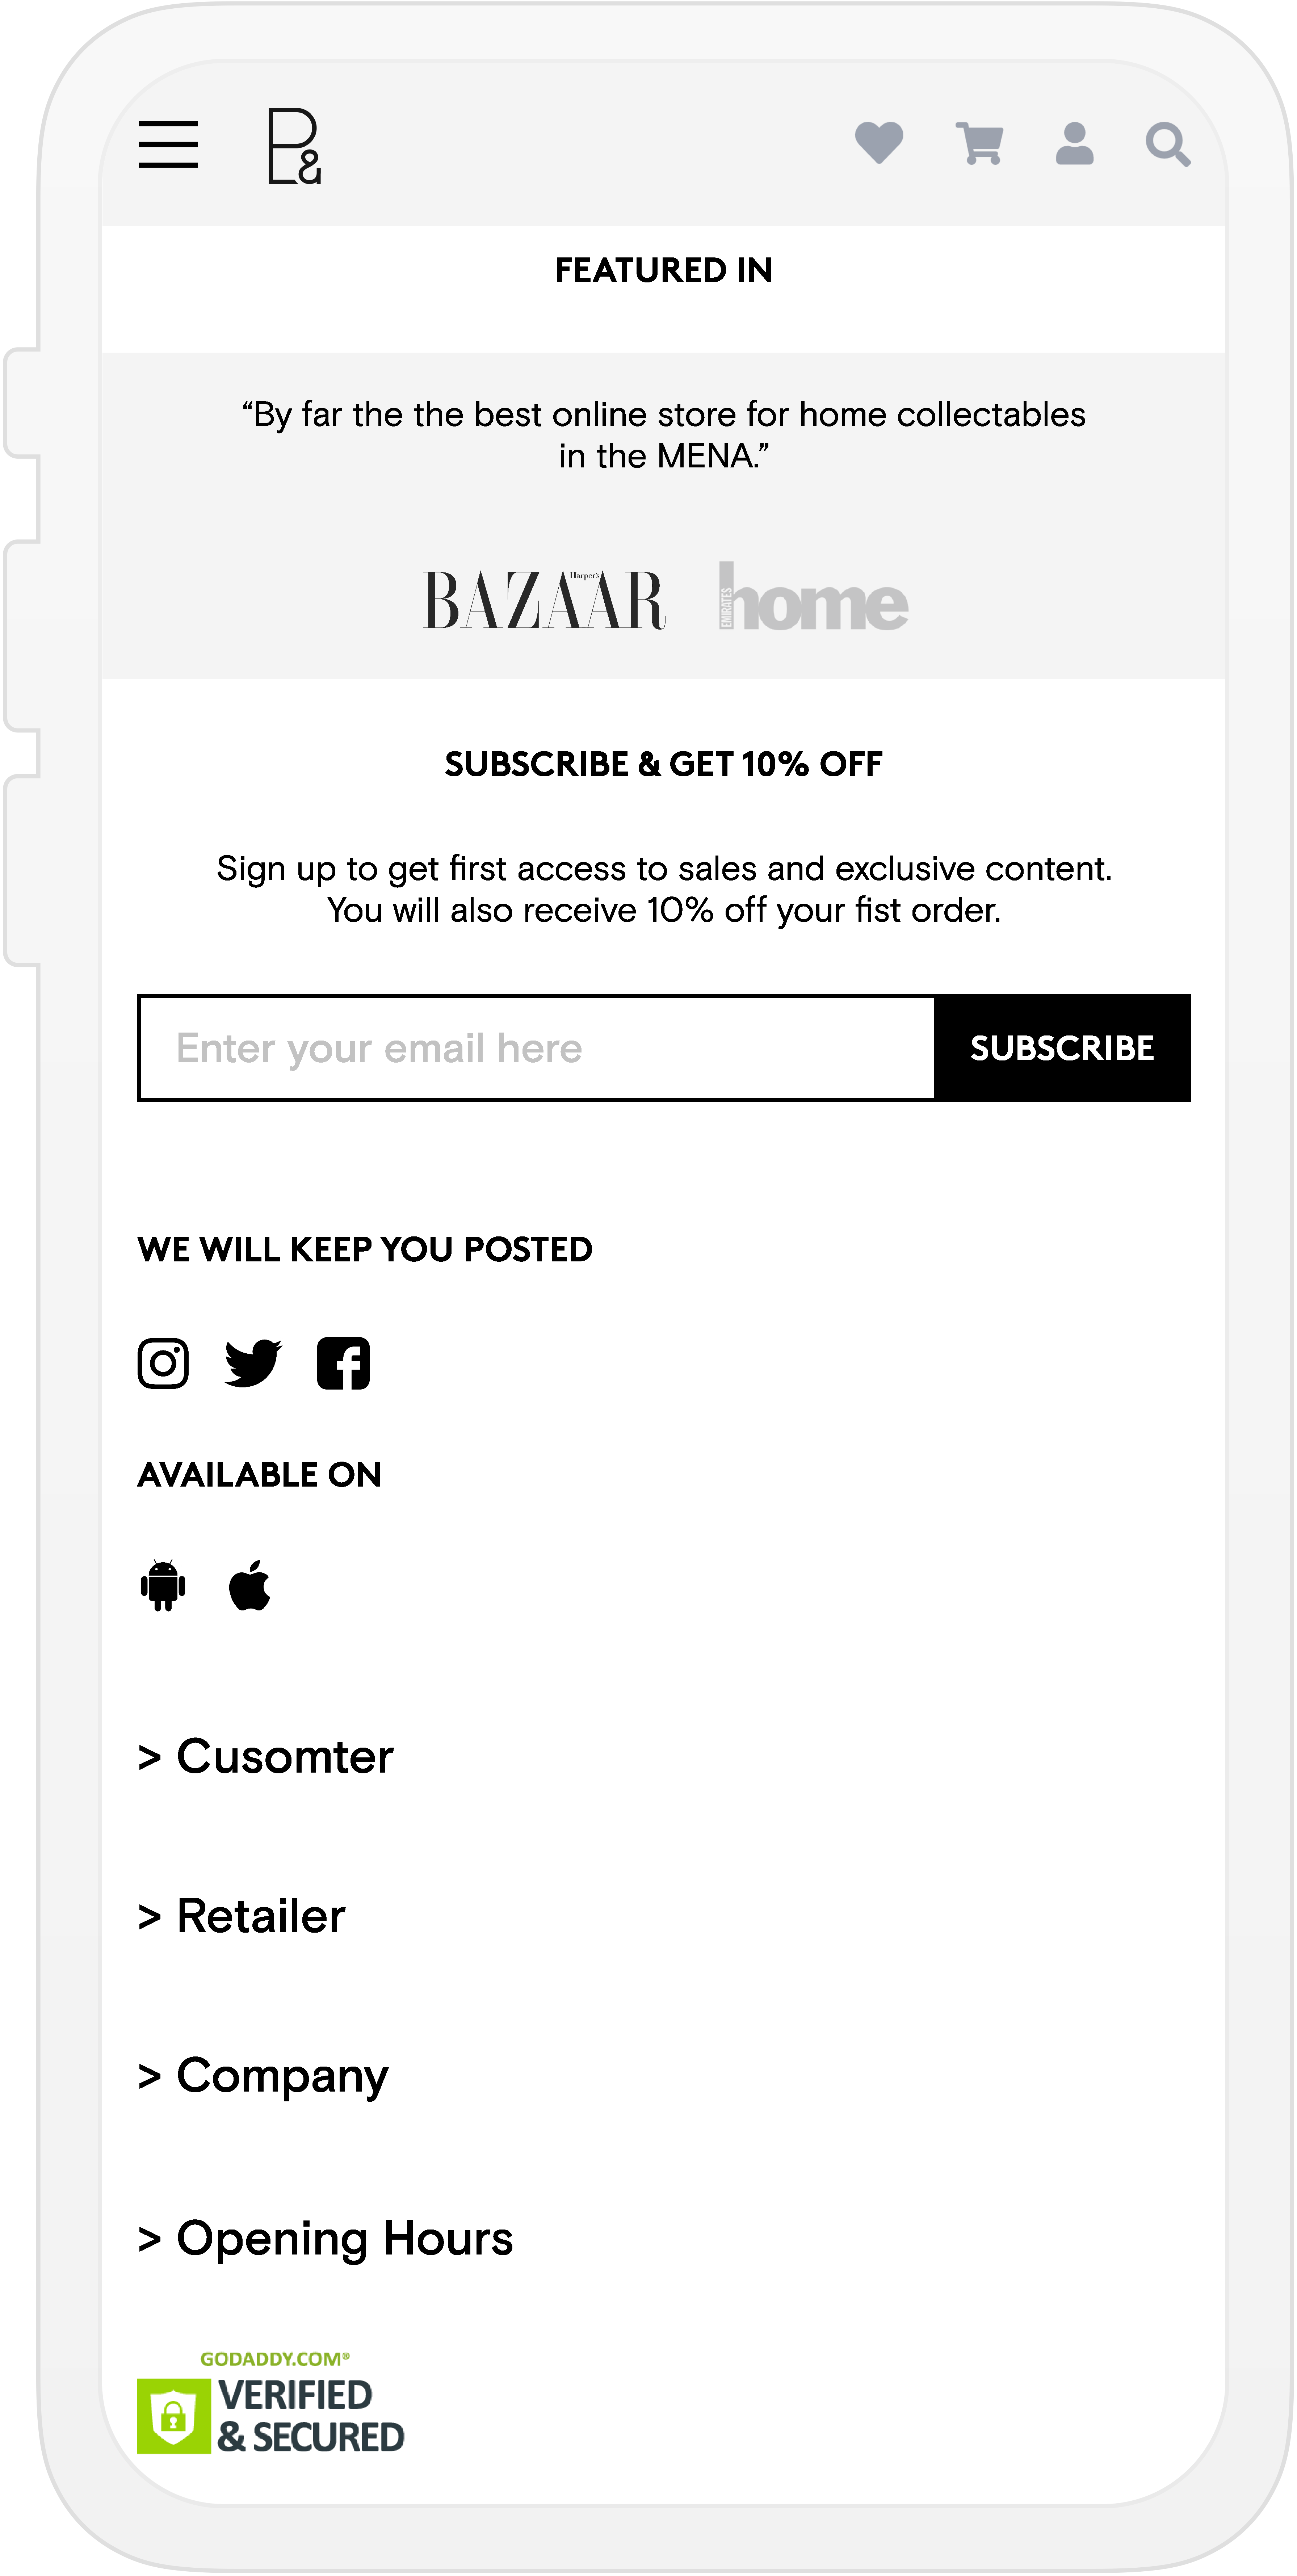 E&
FEATURED IN
“By far the the best online store for home collectables
in the MENA.”
Harper's
BAZAAR
EMIRATES
home
SUBSCRIBE & GET 10% OFF
Sign up to get first access to sales and exclusive content.
You will also receive 10% off your fist order.
Enter your email here
SUBSCRIBE
WE WILL KEEP YOU POSTED
AVAILABLE ON
> Cusomter
> Retailer
> Company
> Opening Hours
GODADDY.COM®
VERIFIED
& SECURED